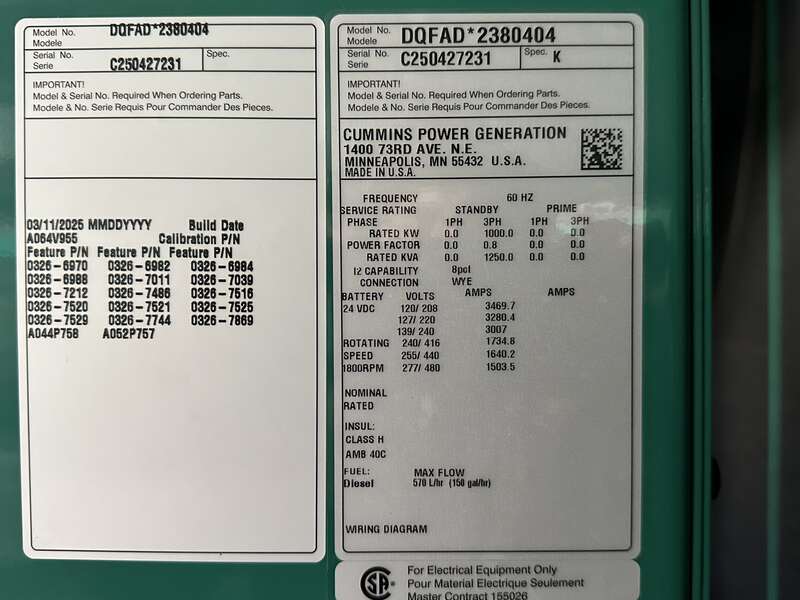 Model No. DQFAD*2380404
Modele
Serial No. C250427231 Spec.
Serie
IMPORTANT!
Model & Serial No. Required When Ordering Parts.
Modele & No. Serie Requis Pour Commander Des Pieces.
03/11/2025 MMDDYYYY Build Date
A064V955 Calibration P/N
Feature P/N Feature P/N Feature P/N
0326-6970 0326-6982 0326-6984
0326-6988 0326-7011 0326-7039
0326-7212 0326-7486 0326-7516
0326-7520 0326-7521 0326-7525
0326-7529 0326-7744 0326-7869
A044P758 A052P757
Model No. DQFAD*2380404
Modele
Serial No. C250427231 Spec. K
Serie
IMPORTANT!
Model & Serial No. Required When Ordering Parts.
Modele & No. Serie Requis Pour Commander Des Pieces.
CUMMINS POWER GENERATION
1400 73RD AVE. N.E.
MINNEAPOLIS, MN 55432 U.S.A.
MADE IN U.S.A.
FREQUENCY 60 HZ
SERVICE RATING STANDBY PRIME
PHASE 1PH 3PH 1PH 3PH
RATED KW 0.0 1000.0 0.0 0.0
POWER FACTOR 0.0 0.8 0.0 0.0
RATED KVA 0.0 1250.0 0.0 0.0
I2 CAPABILITY 8pct
CONNECTION WYE
BATTERY VOLTS AMPS AMPS
24 VDC 120/ 208 3469.7
127/ 220 3280.4
139/ 240 3007
ROTATING 240/ 416 1734.8
SPEED 255/ 440 1640.2
1800RPM 277/ 480 1503.5
NOMINAL
RATED
INSUL:
CLASS H
AMB 40C
FUEL: MAX FLOW
Diesel 570 L/hr (150 gal/hr)
WIRING DIAGRAM
SA For Electrical Equipment Only
Pour Material Electrique Seulement
Master Contract 155026